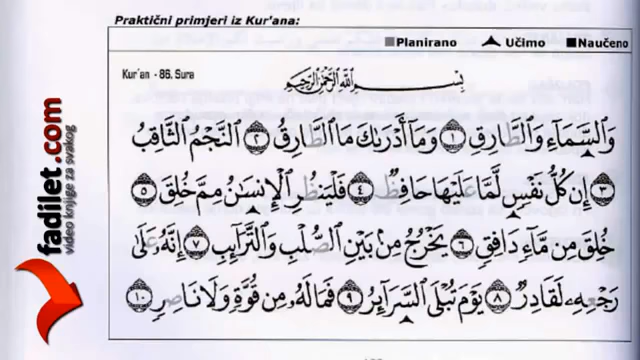 Praktični primjeri iz Kur'ana:
Planirano Učimo Naučeno
Kur'an - 86. Sura
بِسْمِ اللَّهِ الرَّحْمَٰنِ الرَّحِيمِ
وَالسَّمَاءِ وَالطَّارِقِ ١ وَمَا أَدْرَىٰكَ مَا الطَّارِقُ ٢ النَّجْمُ الثَّاقِبُ
٣ إِن كُلُّ نَفْسٍ لَّمَّا عَلَيْهَا حَافِظٌ ٤ فَلْيَنظُرِ الْإِنسَٰنُ مِمَّ خُلِقَ ٥
خُلِقَ مِن مَّاءٍ دَافِقٍ ٦ يَخْرُجُ مِنۢ بَيْنِ الصُّلْبِ وَالتَّرَائِبِ ٧ إِنَّهُۥ عَلَىٰ
رَجْعِهِۦ لَقَادِرٌ ٨ يَوْمَ تُبْلَى السَّرَائِرُ ٩ فَمَا لَهُۥ مِن قُوَّةٍ وَلَا نَاصِرٍ ١٠
fadilet.com
video knjige za svakog